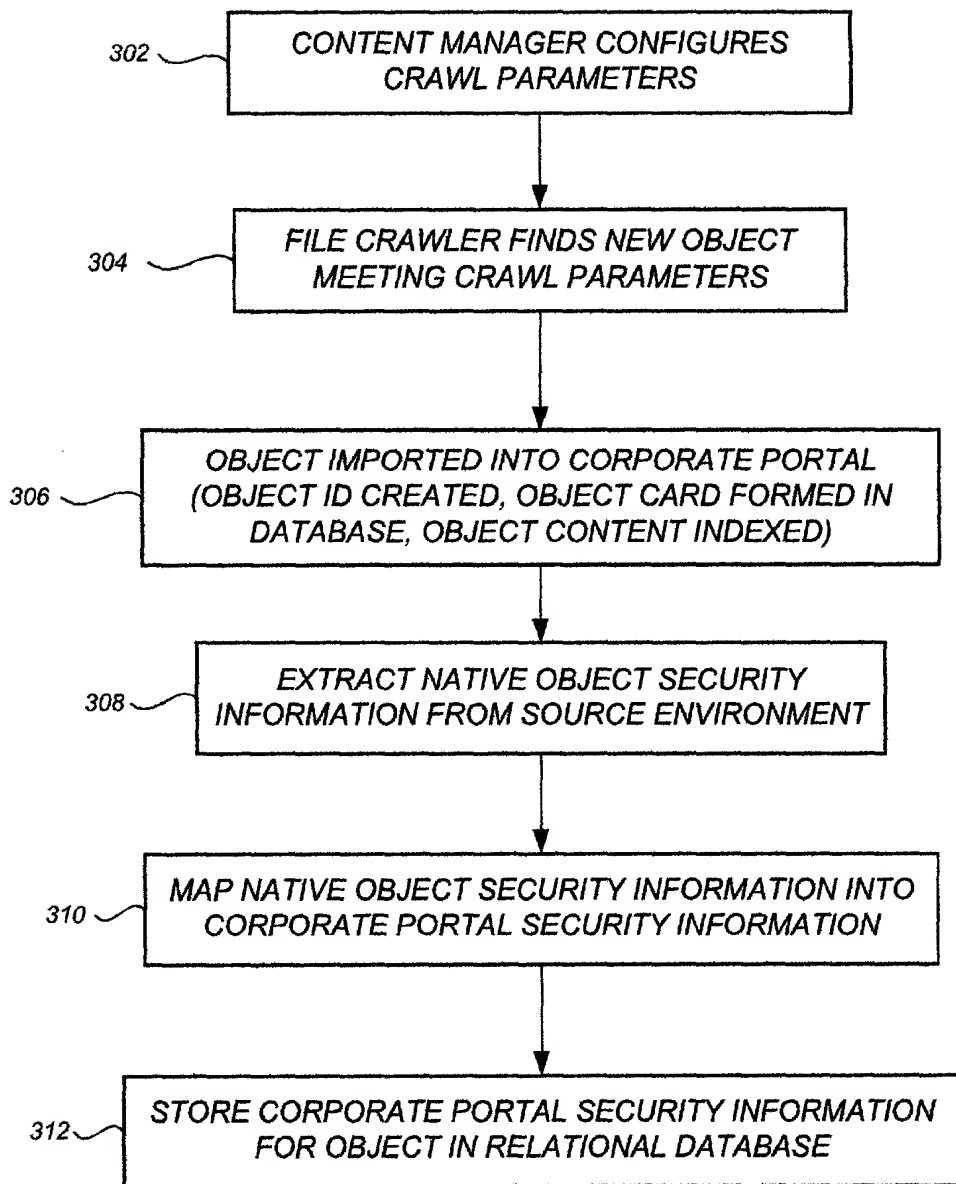 302
CONTENT MANAGER CONFIGURES
CRAWL PARAMETERS
304
FILE CRAWLER FINDS NEW OBJECT
MEETING CRAWL PARAMETERS
306
OBJECT IMPORTED INTO CORPORATE PORTAL
(OBJECT ID CREATED, OBJECT CARD FORMED IN
DATABASE, OBJECT CONTENT INDEXED)
308
EXTRACT NATIVE OBJECT SECURITY
INFORMATION FROM SOURCE ENVIRONMENT
310
MAP NATIVE OBJECT SECURITY INFORMATION INTO
CORPORATE PORTAL SECURITY INFORMATION
312
STORE CORPORATE PORTAL SECURITY INFORMATION
FOR OBJECT IN RELATIONAL DATABASE